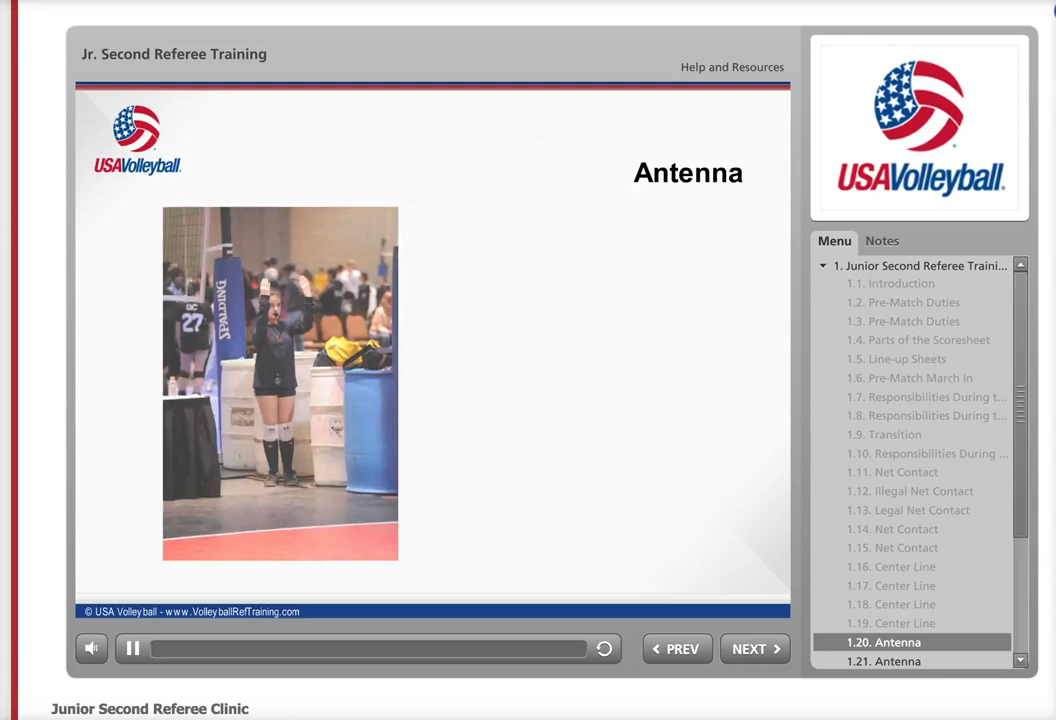 Jr. Second Referee Training
Help and Resources
USAVolleyball.
Antenna
27
SPALDING
© USA Volleyball - www.VolleyballRefTraining.com
PREV
NEXT
USAVolleyball.
Menu
Notes
1. Junior Second Referee Traini...
1.1. Introduction
1.2. Pre-Match Duties
1.3. Pre-Match Duties
1.4. Parts of the Scoresheet
1.5. Line-up Sheets
1.6. Pre-Match March In
1.7. Responsibilities During t...
1.8. Responsibilities During t...
1.9. Transition
1.10. Responsibilities During ...
1.11. Net Contact
1.12. Illegal Net Contact
1.13. Legal Net Contact
1.14. Net Contact
1.15. Net Contact
1.16. Center Line
1.17. Center Line
1.18. Center Line
1.19. Center Line
1.20. Antenna
1.21. Antenna
Junior Second Referee Clinic